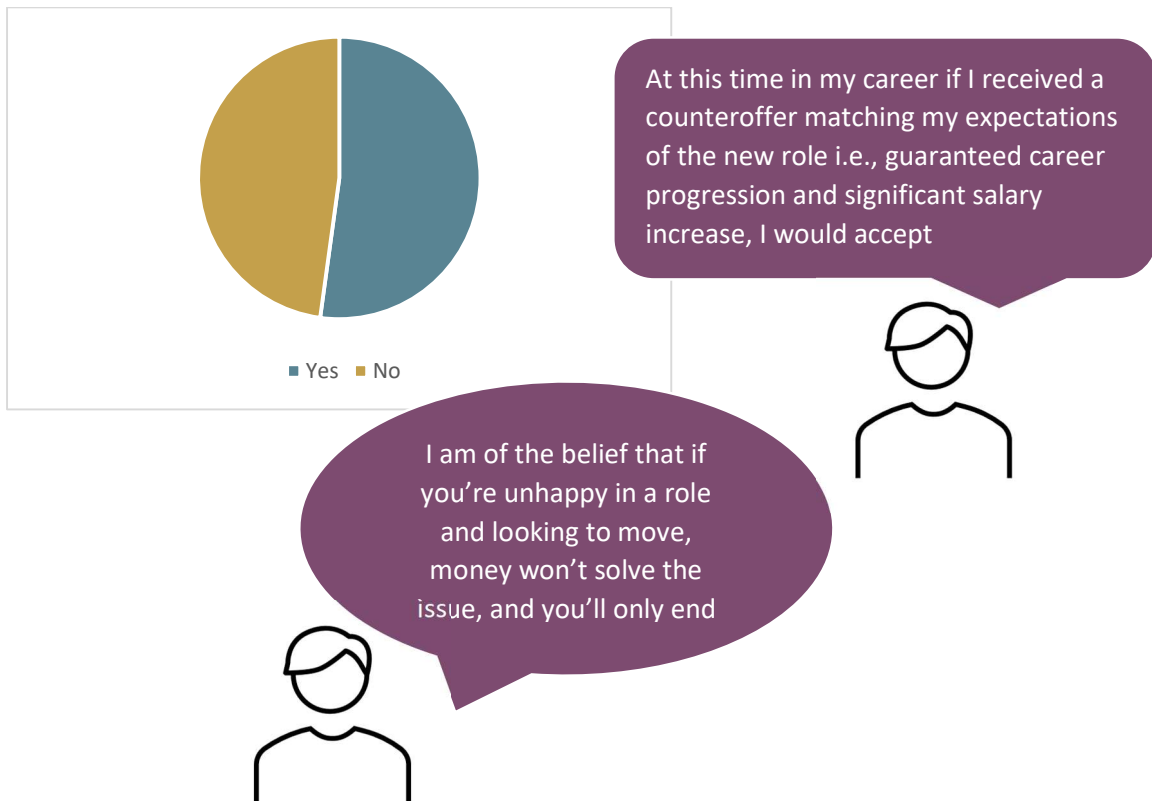 At this time in my career if I received a
counteroffer matching my expectations
of the new role i.e., guaranteed career
progression and significant salary
increase, I would accept
Yes No
I am of the belief that if
you’re unhappy in a role
and looking to move,
money won’t solve the
issue, and you’ll only end